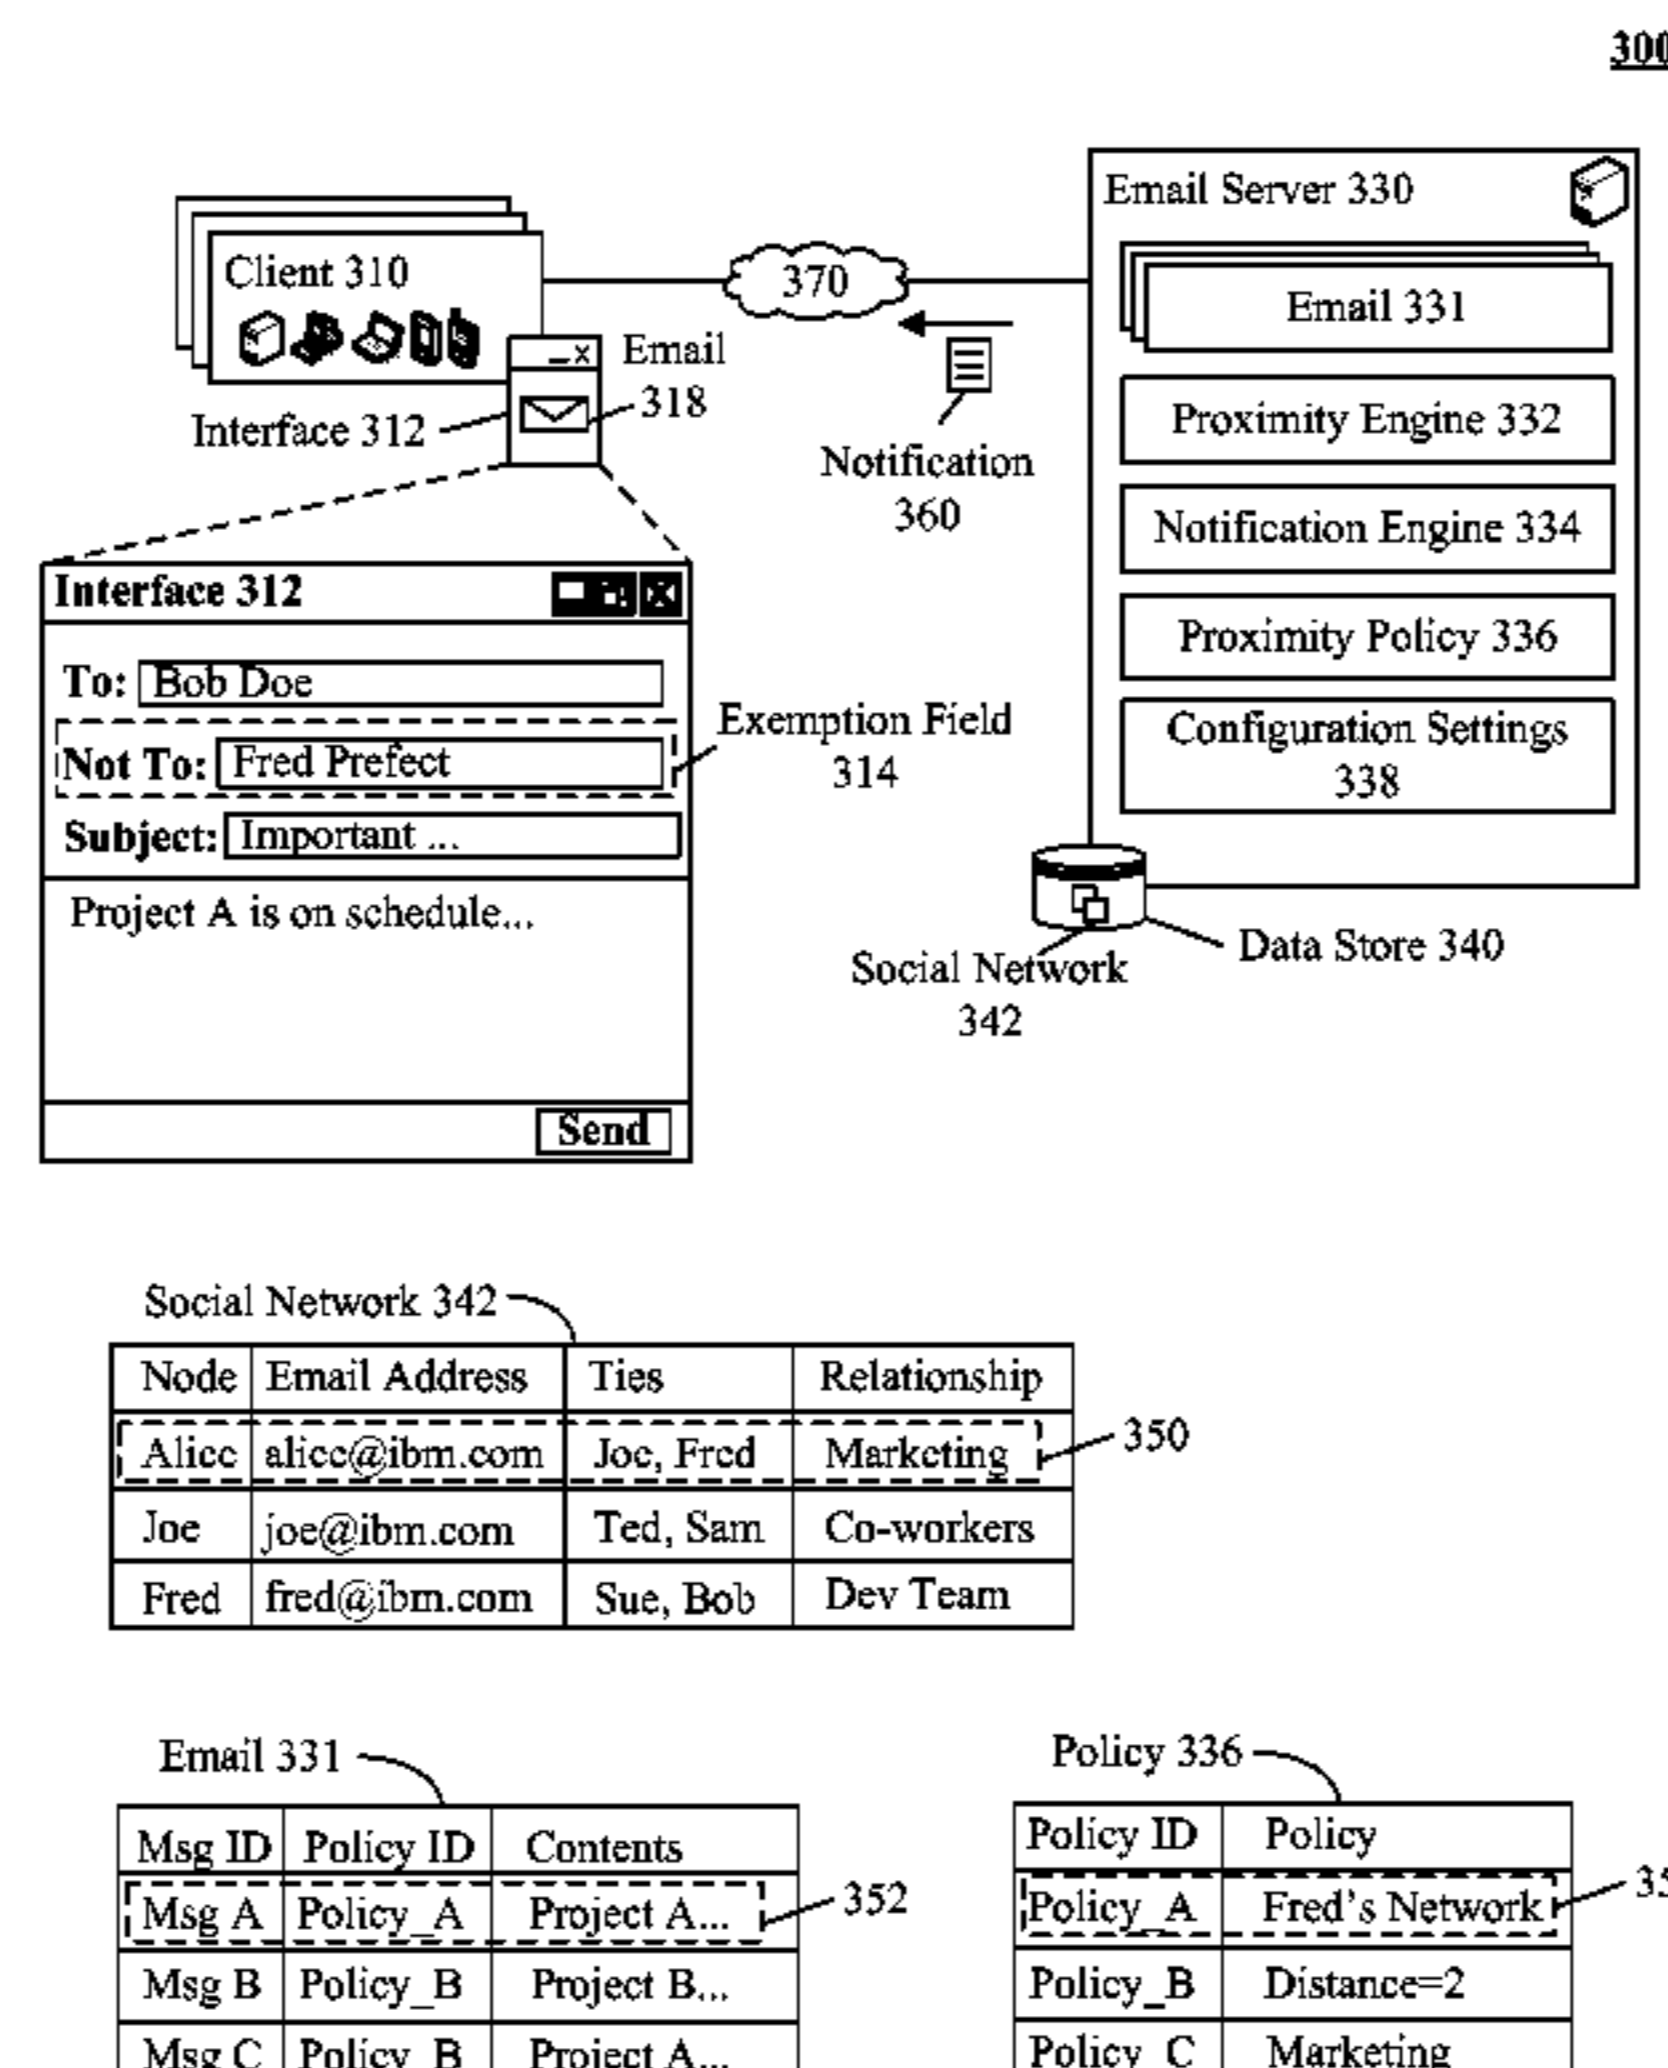 300
Email Server 330
Client 310
370
Email 331
Email
318
Interface 312
Notification
360
Proximity Engine 332
Notification Engine 334
Proximity Policy 336
Configuration Settings
338
Interface 312
To: Bob Doe
Not To: Fred Prefect
Subject: Important ...
Exemption Field
314
Project A is on schedule...
Send
Social Network
342
Data Store 340
Social Network 342
Node Email Address Ties Relationship
Alice alice@ibm.com Joe, Fred Marketing
350
Joe joe@ibm.com Ted, Sam Co-workers
Fred fred@ibm.com Sue, Bob Dev Team
Email 331
Msg ID Policy ID Contents
Msg A Policy_A Project A...
352
Msg B Policy_B Project B...
Msg C Policy_B Project A...
Policy 336
Policy ID Policy
Policy_A Fred's Network
Policy_B Distance=2
Policy_C Marketing